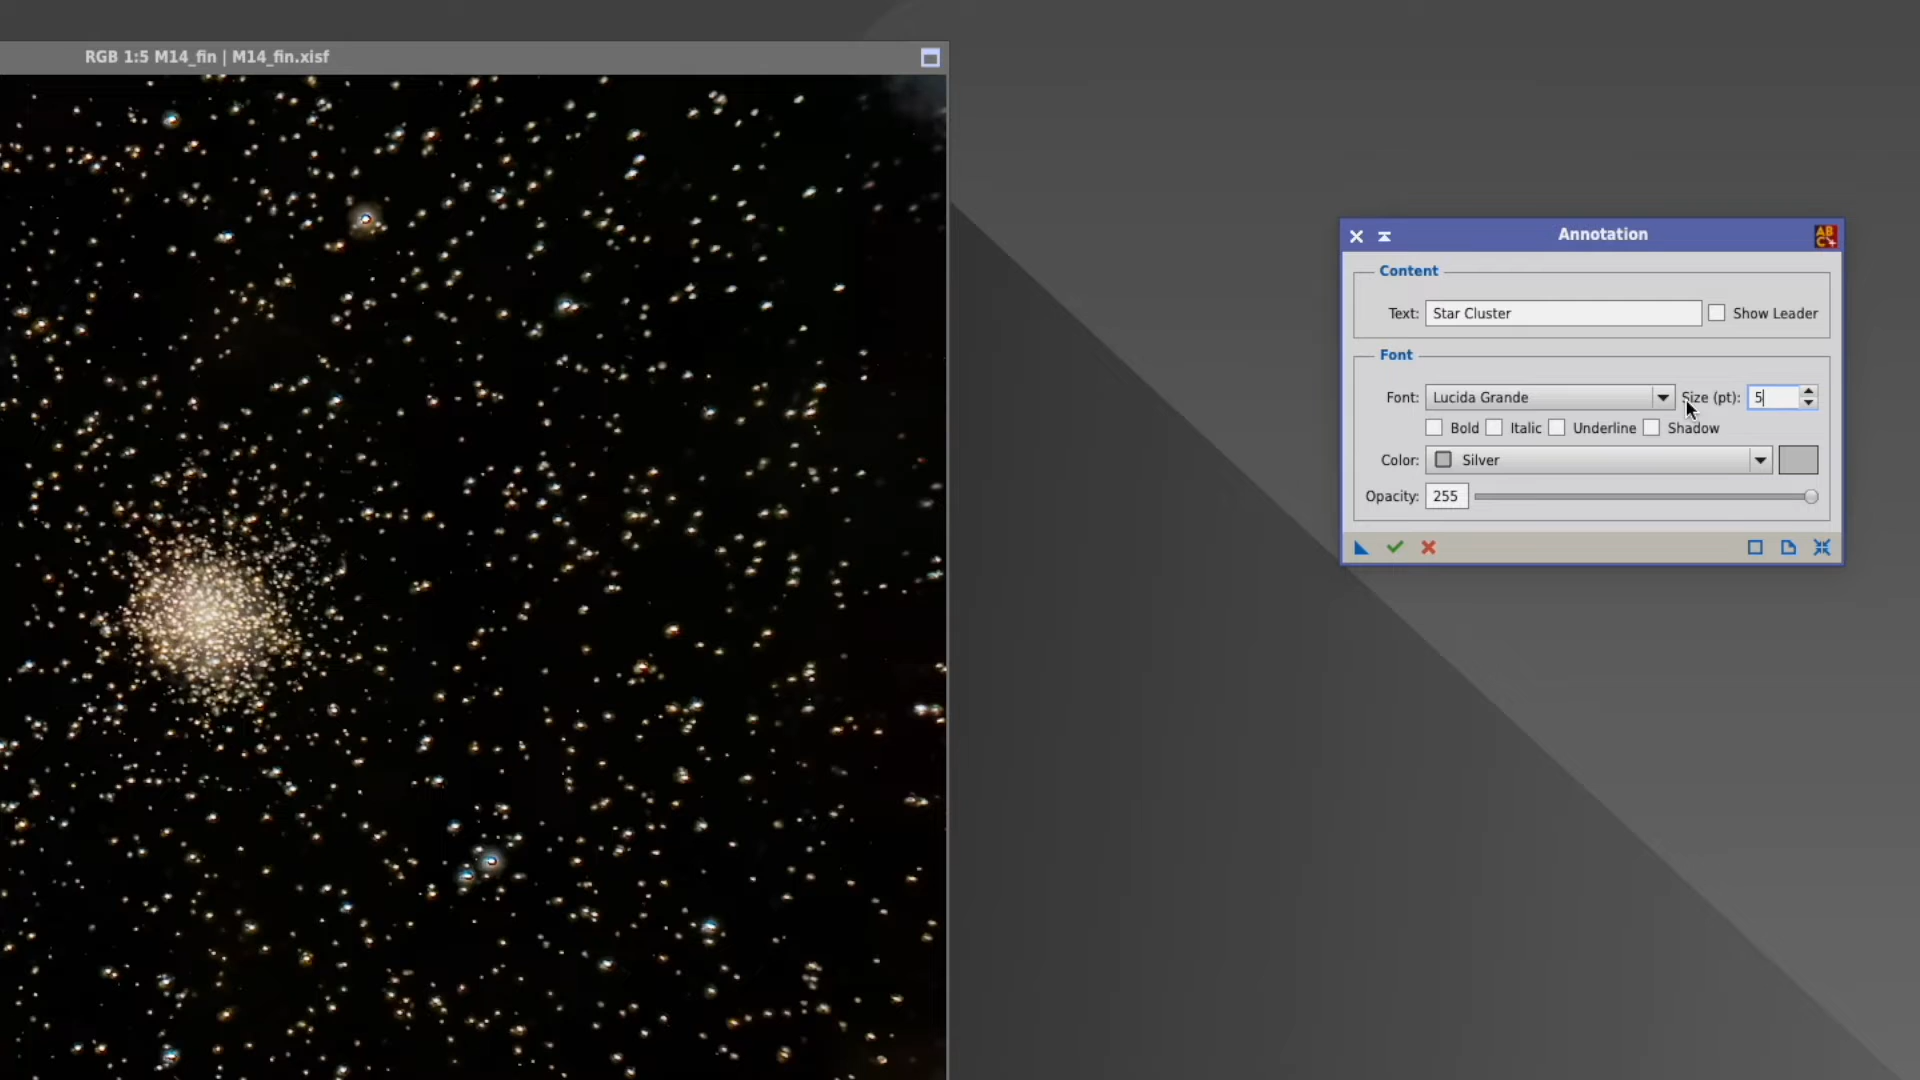 RGB 1:5 M14_fin | M14_fin.xisf
Annotation
AB
C
Content
Text: Star Cluster Show Leader
Font
Font: Lucida Grande Size (pt): 5
Bold Italic Underline Shadow
Color: Silver
Opacity: 255